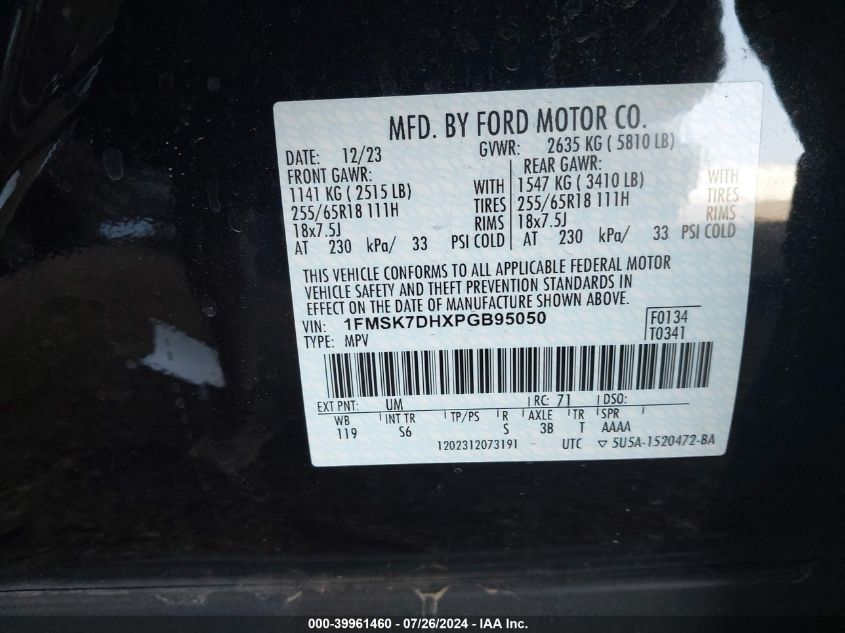 MFD. BY FORD MOTOR CO.
DATE: 12/23 GVWR: 2635 KG ( 5810 LB)
FRONT GAWR: REAR GAWR:
1141 KG ( 2515 LB) WITH 1547 KG ( 3410 LB) WITH
255/65R18 111H TIRES 255/65R18 111H TIRES
18x7.5J RIMS 18x7.5J RIMS
AT 230 kPa/ 33 PSI COLD AT 230 kPa/ 33 PSI COLD
THIS VEHICLE CONFORMS TO ALL APPLICABLE FEDERAL MOTOR
VEHICLE SAFETY AND THEFT PREVENTION STANDARDS IN
EFFECT ON THE DATE OF MANUFACTURE SHOWN ABOVE.
VIN: 1FMSK7DHXPGB95050 F0134
TYPE: MPV T0341
EXT PNT: UM RC: 71 DSO:
WB INT TR TP/PS R AXLE TR SPR
119 S6 S 3B T AAAA
1202312073191 UTC ▽ 5U5A-1520472-BA
000-39961460 - 07/26/2024 - IAAI.com